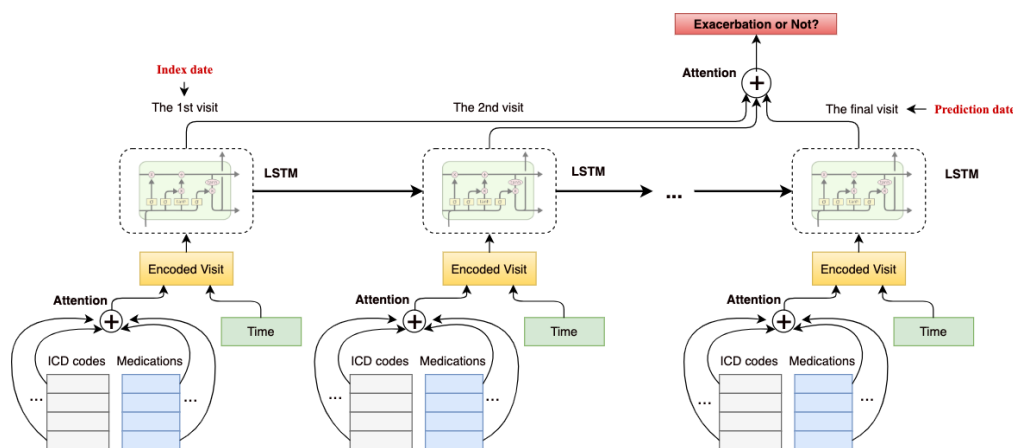 Exacerbation or Not?
Attention
Index date
The 1st visit
The 2nd visit
The final visit
Prediction date
LSTM
LSTM
...
LSTM
Encoded Visit
Encoded Visit
Encoded Visit
Attention
Attention
Attention
Time
Time
Time
ICD codes Medications
ICD codes Medications
ICD codes Medications
... ...
... ...
... ...